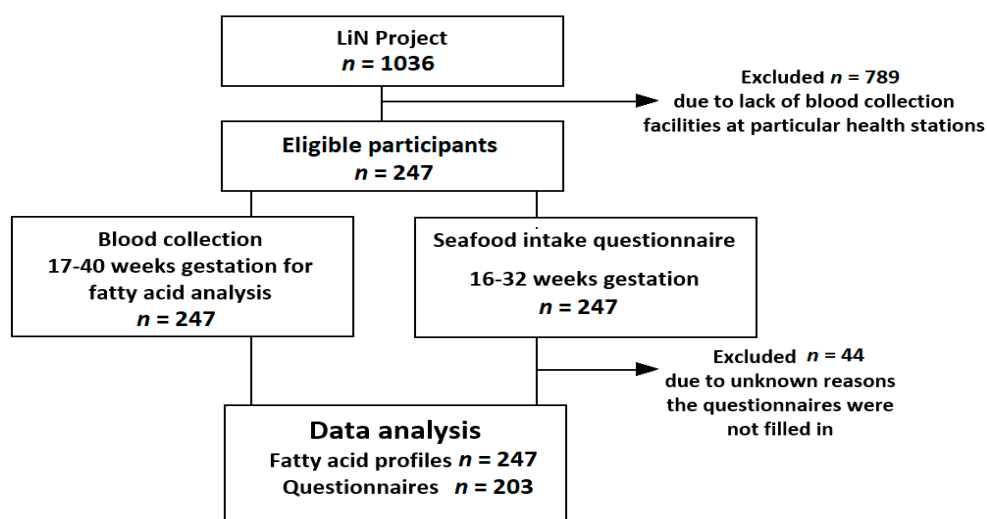 LiN Project
n = 1036
Excluded n = 789
due to lack of blood collection
facilities at particular health stations
Eligible participants
n = 247
Blood collection
17-40 weeks gestation for
fatty acid analysis
n = 247
Seafood intake questionnaire
16-32 weeks gestation
n = 247
Excluded n = 44
due to unknown reasons
the questionnaires were
not filled in
Data analysis
Fatty acid profiles n = 247
Questionnaires n = 203